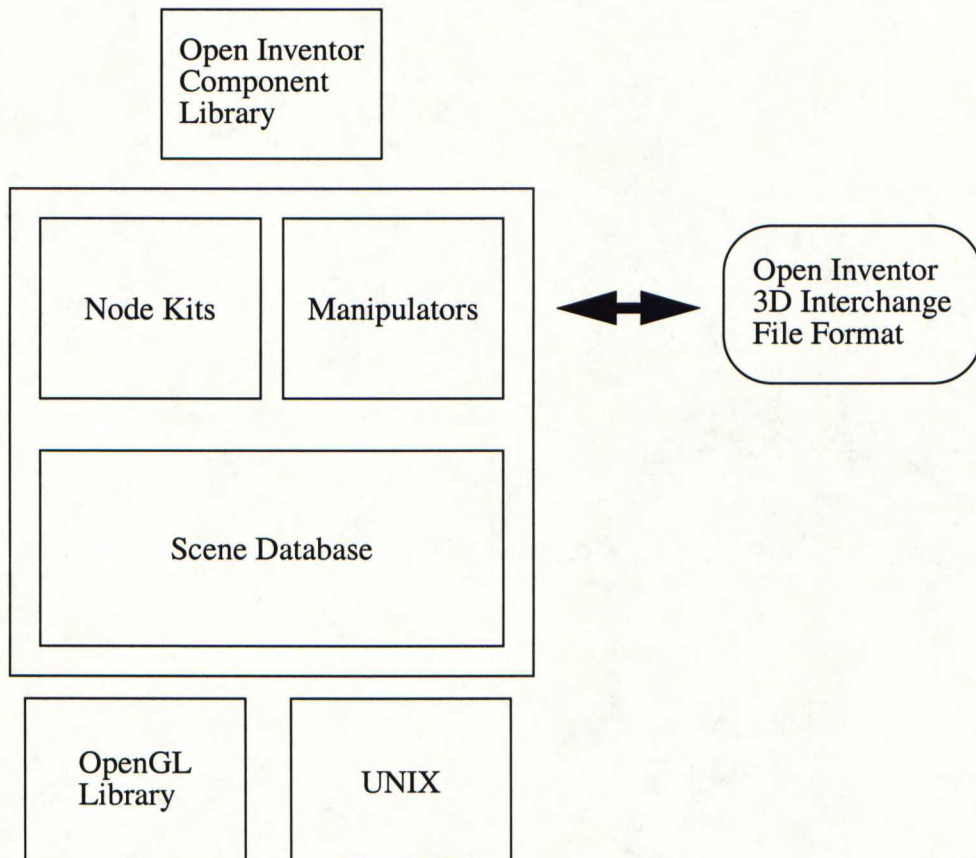 Open Inventor
Component
Library
Node Kits
Manipulators
Open Inventor
3D Interchange
File Format
Scene Database
OpenGL
Library
UNIX